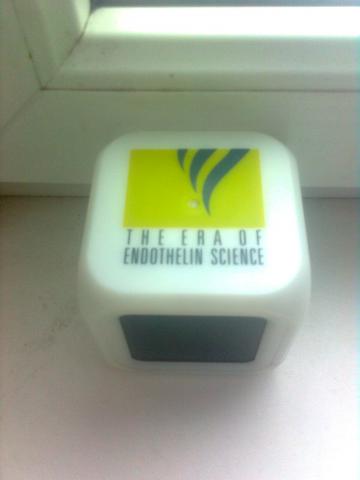 THE ERA OF
ENDOTHELIN SCIENCE